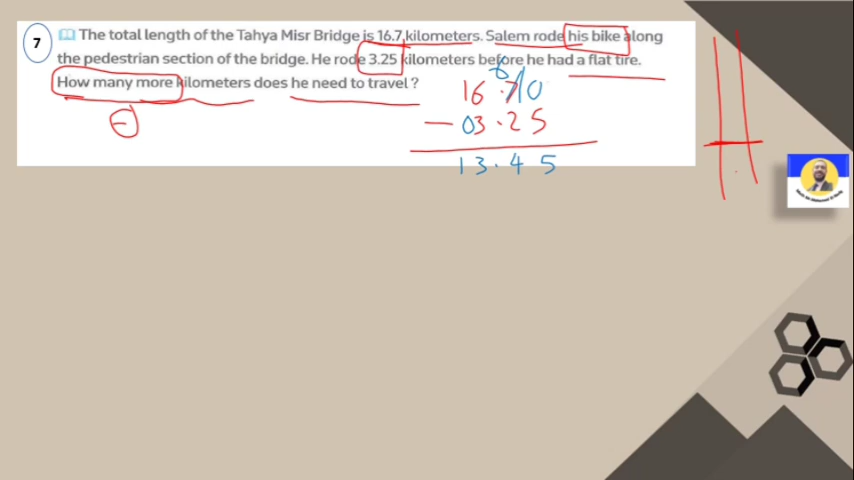 7
The total length of the Tahya Misr Bridge is 16.7 kilometers. Salem rode his bike along
the pedestrian section of the bridge. He rode 3.25 kilometers before he had a flat tire.
How many more kilometers does he need to travel ?
6
16.710
- 03.25
13.45